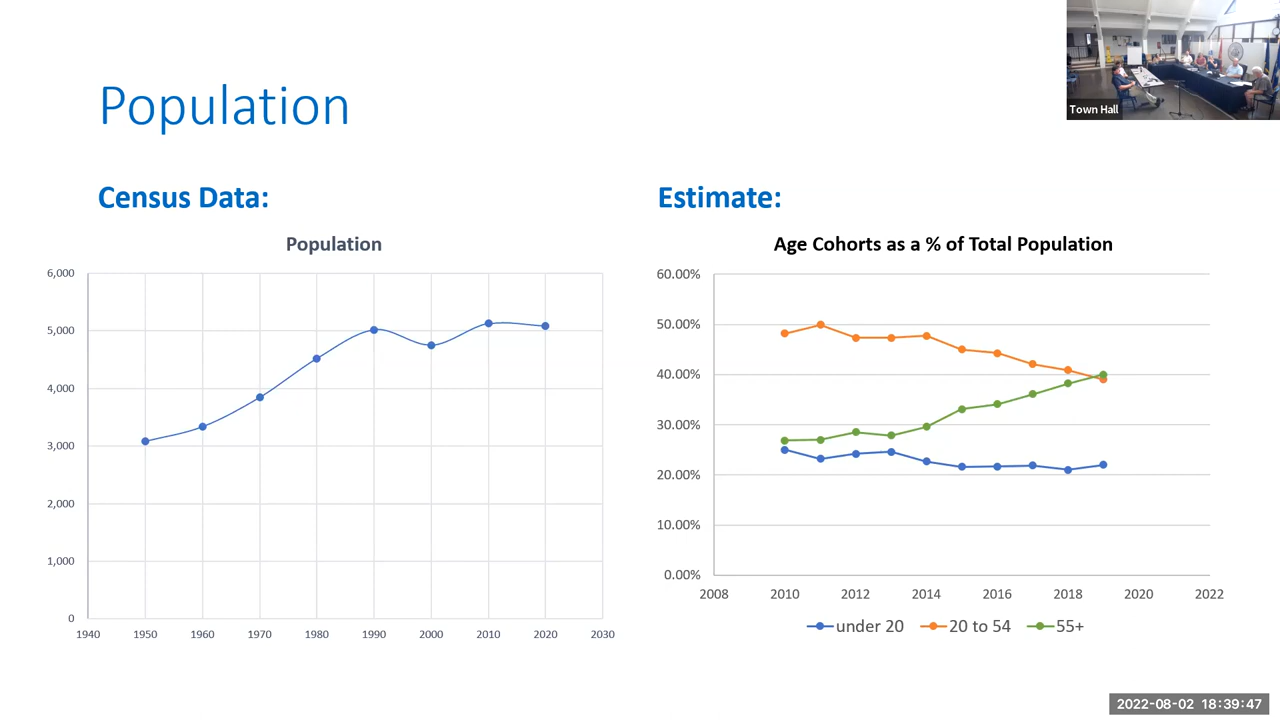 Town Hall
Population
Census Data:
Population
6,000
5,000
4,000
3,000
2,000
1,000
0
1940 1950 1960 1970 1980 1990 2000 2010 2020 2030
Estimate:
Age Cohorts as a % of Total Population
60.00%
50.00%
40.00%
30.00%
20.00%
10.00%
0.00%
2008 2010 2012 2014 2016 2018 2020 2022
under 20 20 to 54 55+
2022-08-02 18:39:47